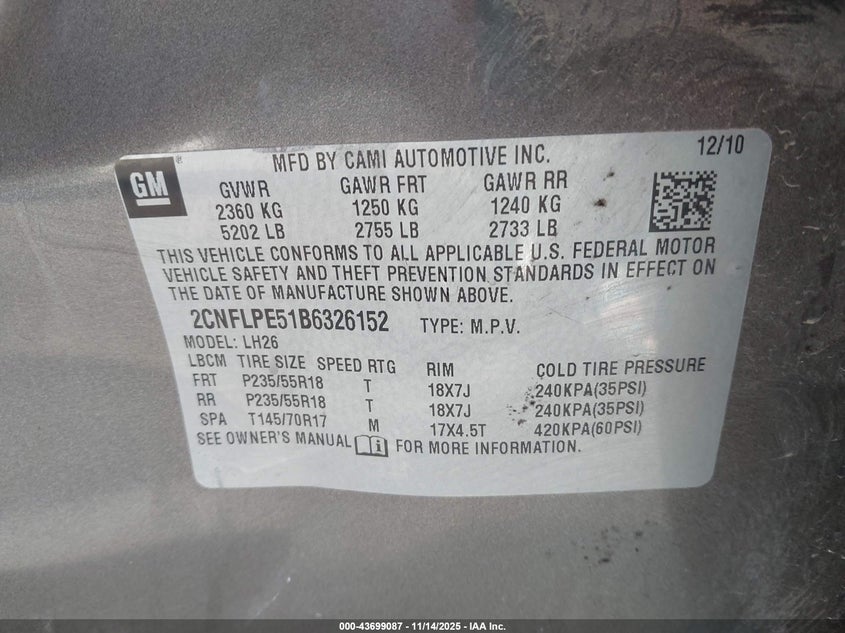 GM
MFD BY CAMI AUTOMOTIVE INC.
12/10
GVWR GAWR FRT GAWR RR
2360 KG 1250 KG 1240 KG
5202 LB 2755 LB 2733 LB
THIS VEHICLE CONFORMS TO ALL APPLICABLE U.S. FEDERAL MOTOR
VEHICLE SAFETY AND THEFT PREVENTION STANDARDS IN EFFECT ON
THE DATE OF MANUFACTURE SHOWN ABOVE.
2CNFLPE51B6326152 TYPE: M.P.V.
MODEL: LH26
LBCM TIRE SIZE SPEED RTG RIM COLD TIRE PRESSURE
FRT P235/55R18 T 18X7J 240KPA(35PSI)
RR P235/55R18 T 18X7J 240KPA(35PSI)
SPA T145/70R17 M 17X4.5T 420KPA(60PSI)
SEE OWNER'S MANUAL FOR MORE INFORMATION.
000-43699087 - 11/14/2025 - IAA Inc.